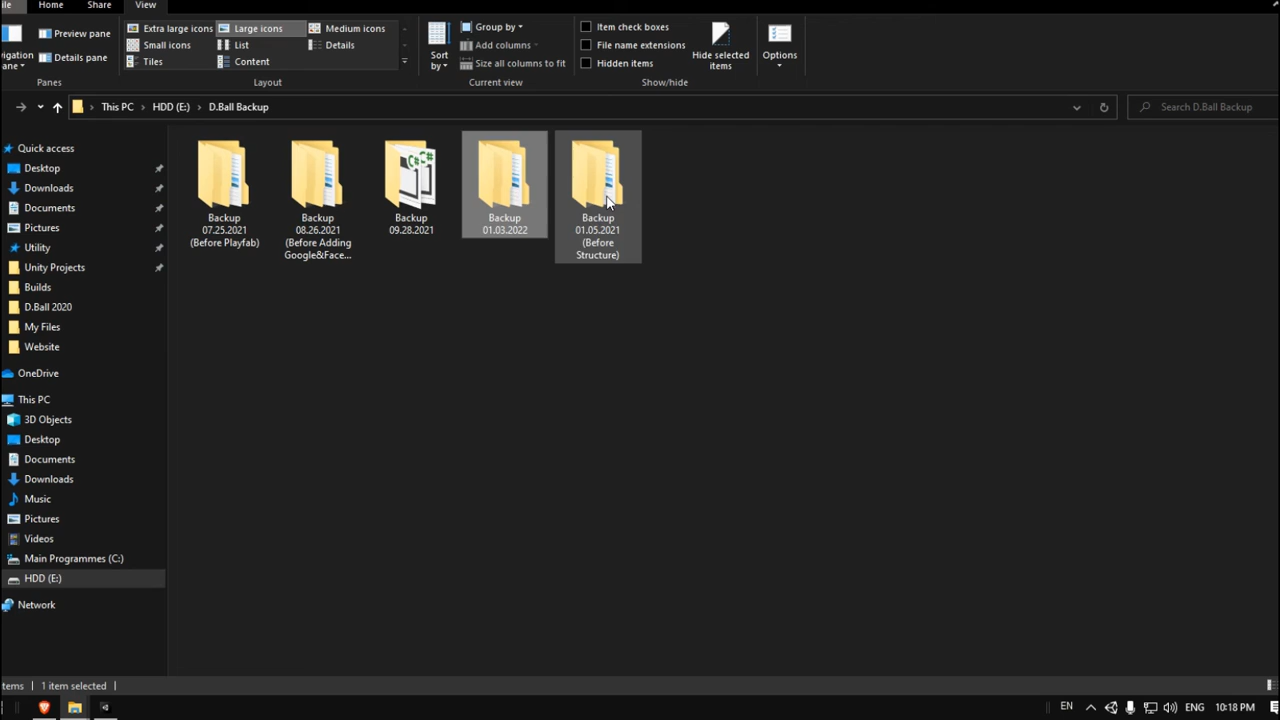 ile
Home
Share
View
Extra large icons
Large icons
Medium icons
Small icons
List
Details
Tiles
Content
Layout
Preview pane
Details pane
vigation
ane
Panes
Sort
by
Group by
Add columns
Size all columns to fit
Current view
Item check boxes
File name extensions
Hidden items
Hide selected
items
Show/hide
Options
This PC > HDD (E:) > D.Ball Backup
Search D.Ball Backup
Quick access
Desktop
Downloads
Documents
Pictures
Utility
Unity Projects
Builds
D.Ball 2020
My Files
Website
OneDrive
This PC
3D Objects
Desktop
Documents
Downloads
Music
Pictures
Videos
Main Programmes (C:)
HDD (E:)
Network
C# C#
Backup
07.25.2021
(Before Playfab)
Backup
08.26.2021
(Before Adding
Google&Face...
Backup
09.28.2021
Backup
01.03.2022
Backup
01.05.2021
(Before
Structure)
tems
1 item selected
EN
ENG
10:18 PM